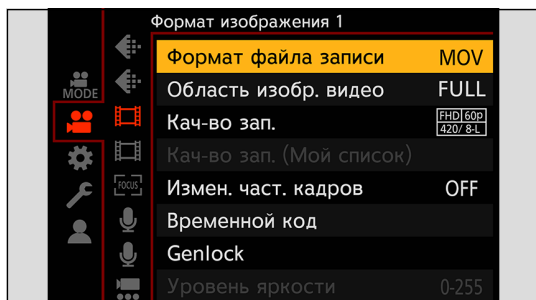 Формат изображения 1
Формат файла записи MOV
MODE
Область изобр. видео FULL
Кач-во зап. FHD 60p 420/ 8-L
Кач-во зап. (Мой список)
FOCUS
Измен. част. кадров OFF
Временной код
Genlock
Уровень яркости 0-255